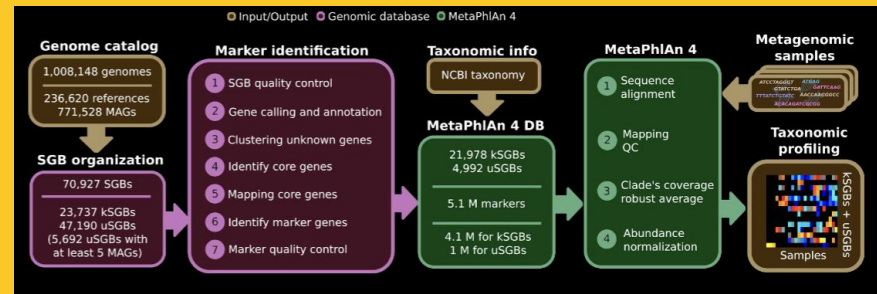 Input/Output Genomic database MetaPhlAn 4
Genome catalog
1,008,148 genomes
236,620 references
771,528 MAGs
SGB organization
70,927 SGBs
23,737 kSGBs
47,190 uSGBs
(5,692 uSGBs with
at least 5 MAGs)
Marker identification
1 SGB quality control
2 Gene calling and annotation
3 Clustering unknown genes
4 Identify core genes
5 Mapping core genes
6 Identify marker genes
7 Marker quality control
Taxonomic info
NCBI taxonomy
MetaPhlAn 4 DB
21,978 kSGBs
4,992 uSGBs
5.1 M markers
4.1 M for kSGBs
1 M for uSGBs
MetaPhlAn 4
1 Sequence
alignment
2 Mapping
QC
3 Clade's coverage
robust average
4 Abundance
normalization
Metagenomic
samples
ATCCTAGGGT
GTATCTGA
GATTCAAG
TTTATCTGTATC
AACCAAGGGCC
Taxonomic
profiling
kSGBs + uSGBs
Samples